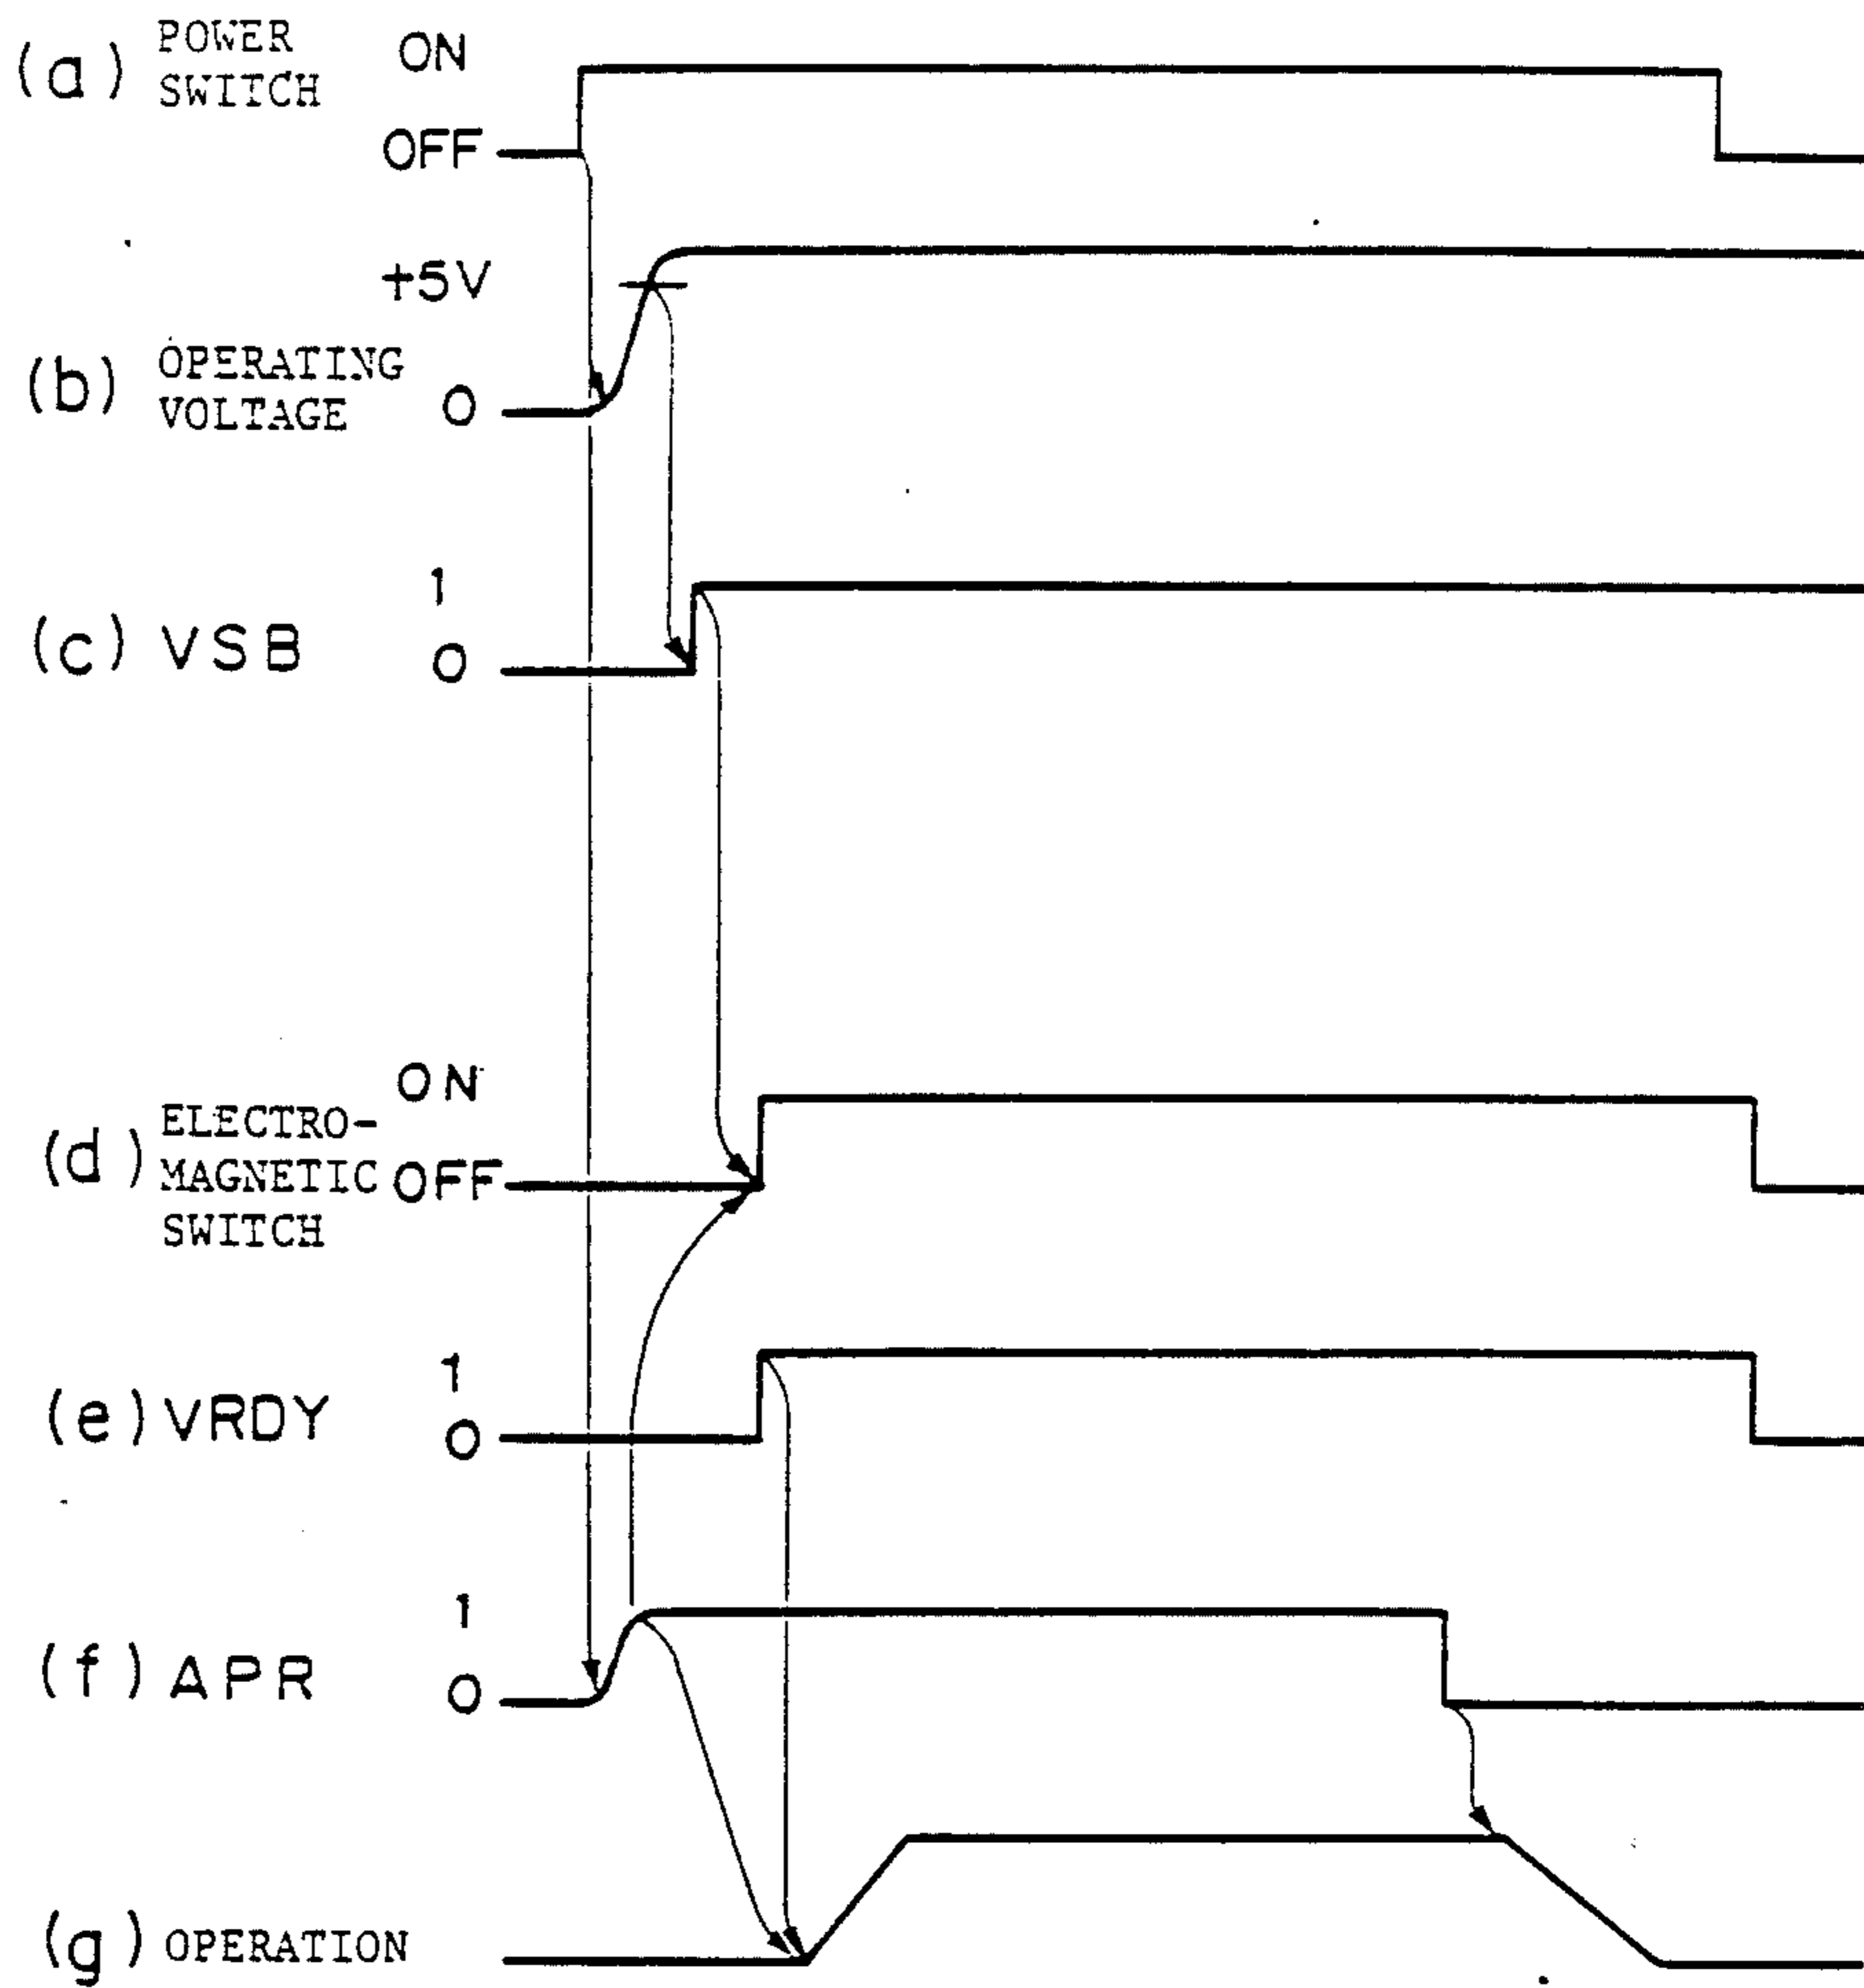 (a) POWER SWITCH ON
OFF
+5V
(b) OPERATING VOLTAGE 0
1
(c) VSB 0
ON
(d) ELECTRO-
MAGNETIC OFF
SWITCH
1
(e) VRDY 0
1
(f) APR 0
(g) OPERATION